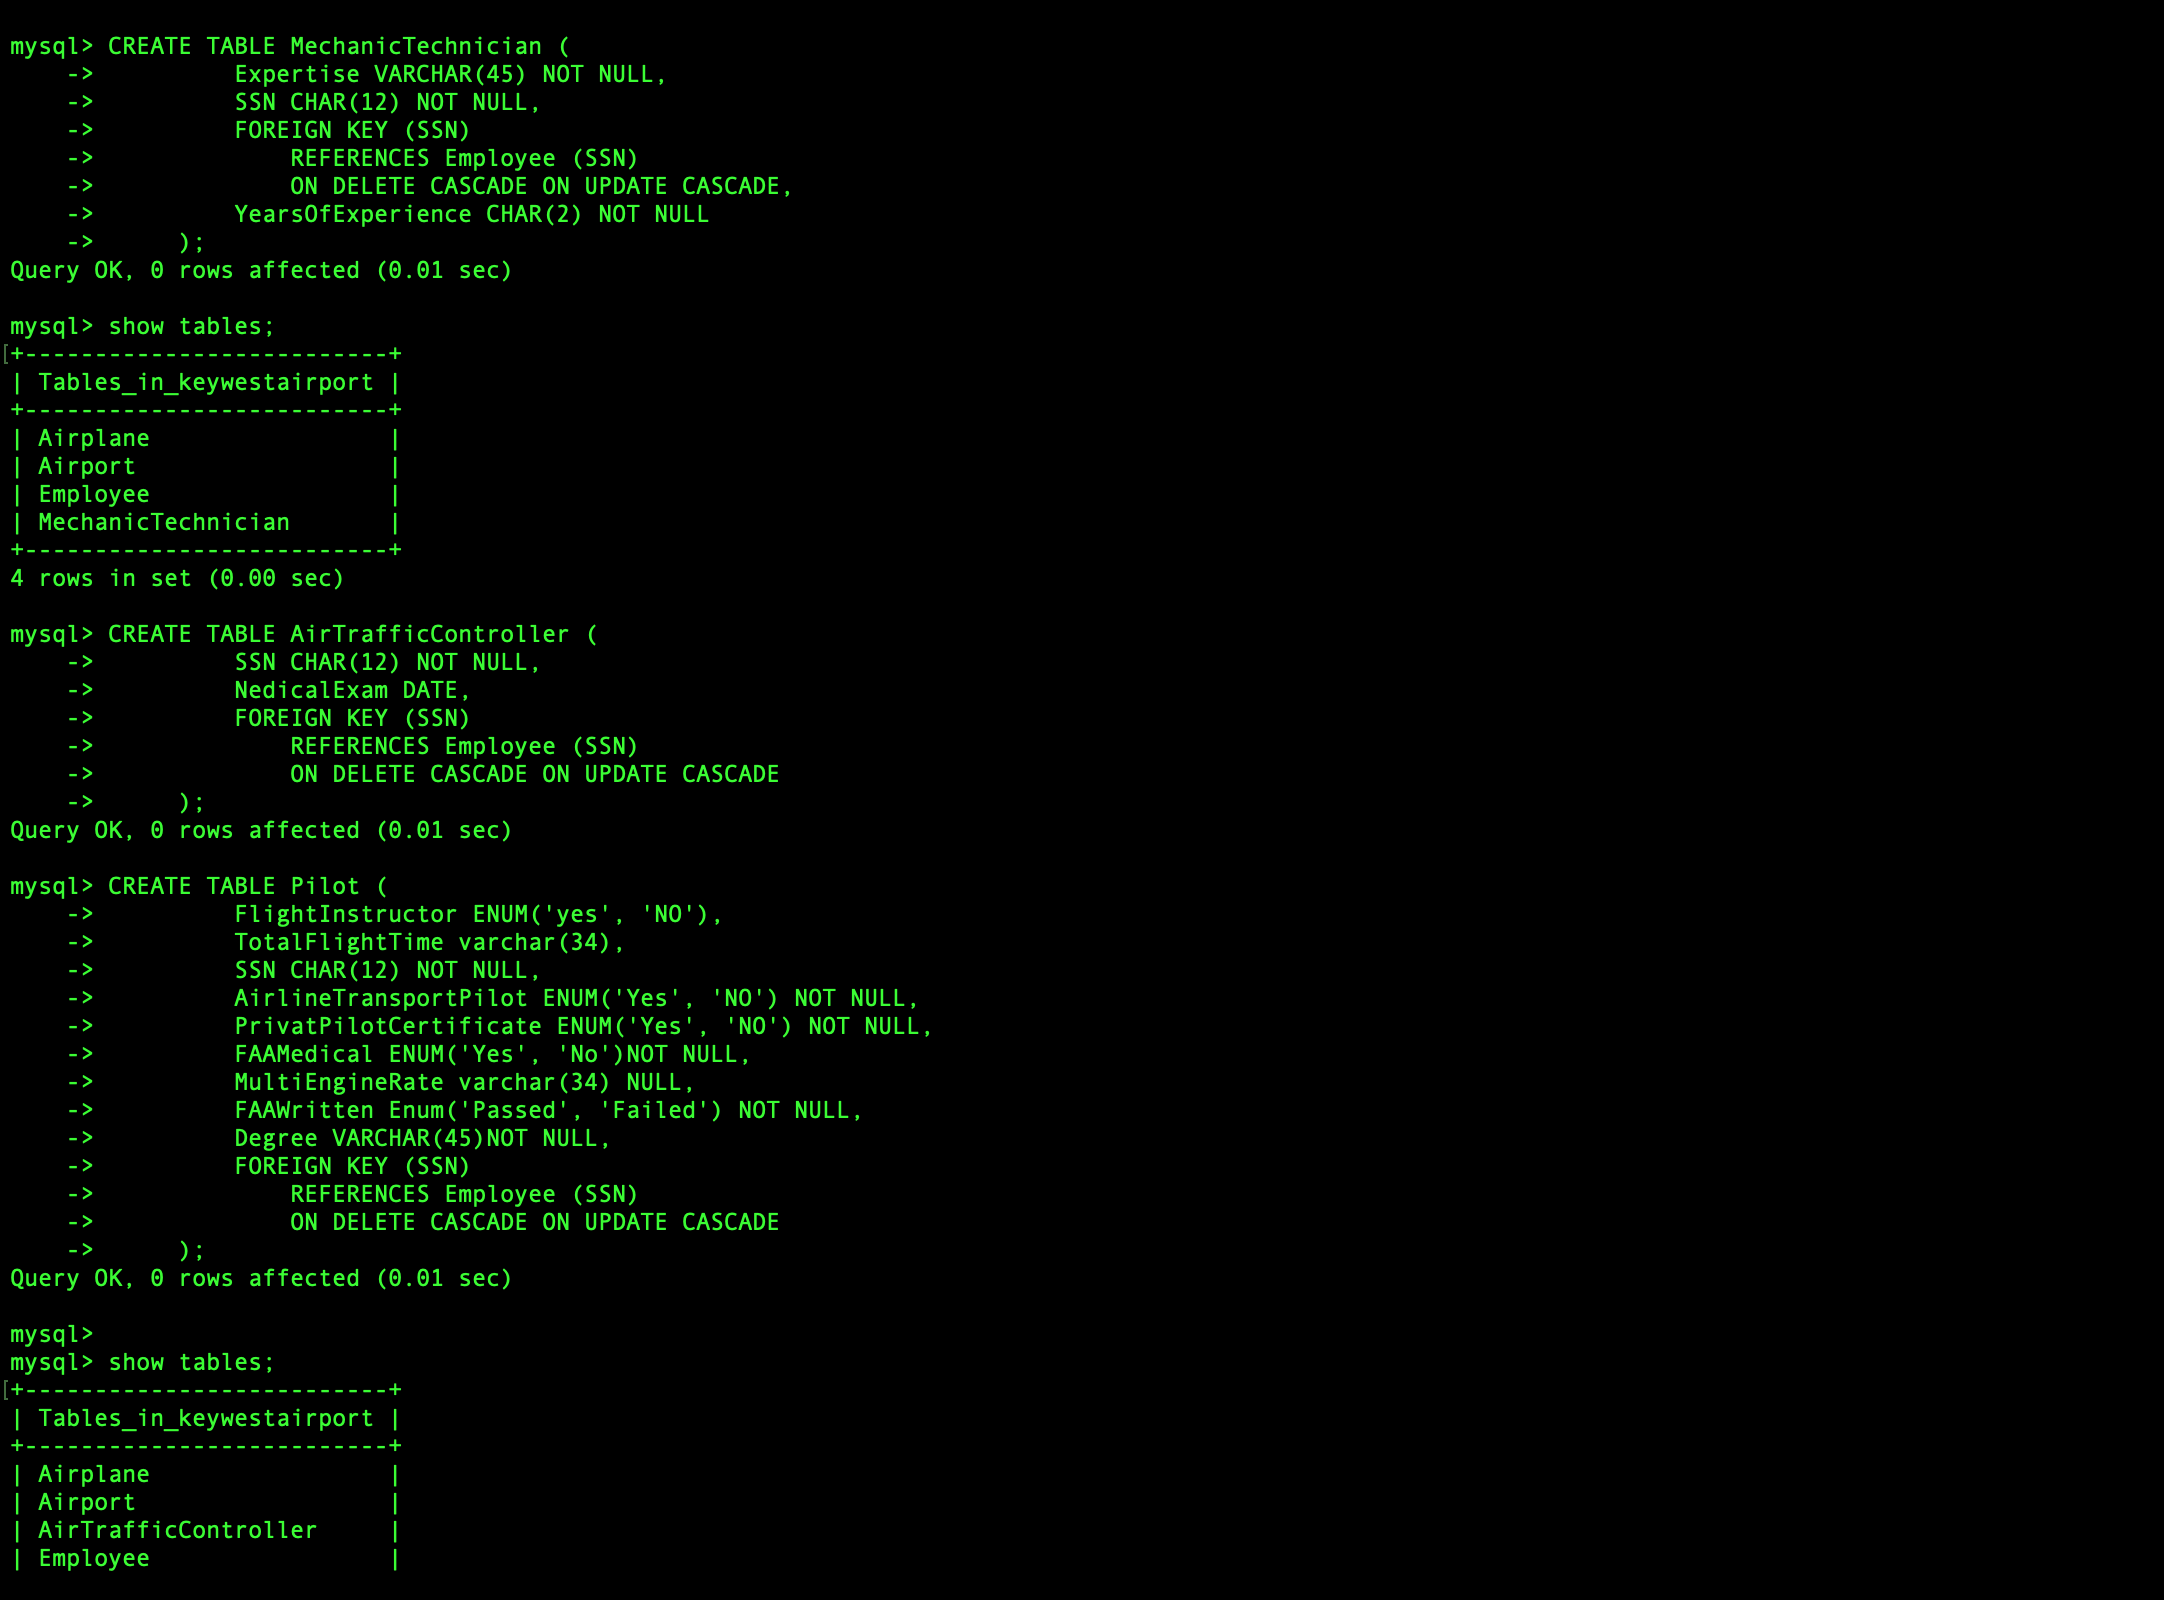 mysql> CREATE TABLE MechanicTechnician (
    ->          Expertise VARCHAR(45) NOT NULL,
    ->          SSN CHAR(12) NOT NULL,
    ->          FOREIGN KEY (SSN)
    ->              REFERENCES Employee (SSN)
    ->              ON DELETE CASCADE ON UPDATE CASCADE,
    ->          YearsOfExperience CHAR(2) NOT NULL
    ->      );
Query OK, 0 rows affected (0.01 sec)

mysql> show tables;
[+--------------------------+
| Tables_in_keywestairport |
+--------------------------+
| Airplane                 |
| Airport                  |
| Employee                 |
| MechanicTechnician       |
+--------------------------+
4 rows in set (0.00 sec)

mysql> CREATE TABLE AirTrafficController (
    ->          SSN CHAR(12) NOT NULL,
    ->          NedicalExam DATE,
    ->          FOREIGN KEY (SSN)
    ->              REFERENCES Employee (SSN)
    ->              ON DELETE CASCADE ON UPDATE CASCADE
    ->      );
Query OK, 0 rows affected (0.01 sec)

mysql> CREATE TABLE Pilot (
    ->          FlightInstructor ENUM('yes', 'NO'),
    ->          TotalFlightTime varchar(34),
    ->          SSN CHAR(12) NOT NULL,
    ->          AirlineTransportPilot ENUM('Yes', 'NO') NOT NULL,
    ->          PrivatPilotCertificate ENUM('Yes', 'NO') NOT NULL,
    ->          FAAMedical ENUM('Yes', 'No')NOT NULL,
    ->          MultiEngineRate varchar(34) NULL,
    ->          FAAWritten Enum('Passed', 'Failed') NOT NULL,
    ->          Degree VARCHAR(45)NOT NULL,
    ->          FOREIGN KEY (SSN)
    ->              REFERENCES Employee (SSN)
    ->              ON DELETE CASCADE ON UPDATE CASCADE
    ->      );
Query OK, 0 rows affected (0.01 sec)

mysql>
mysql> show tables;
[+--------------------------+
| Tables_in_keywestairport |
+--------------------------+
| Airplane                 |
| Airport                  |
| AirTrafficController     |
| Employee                 |